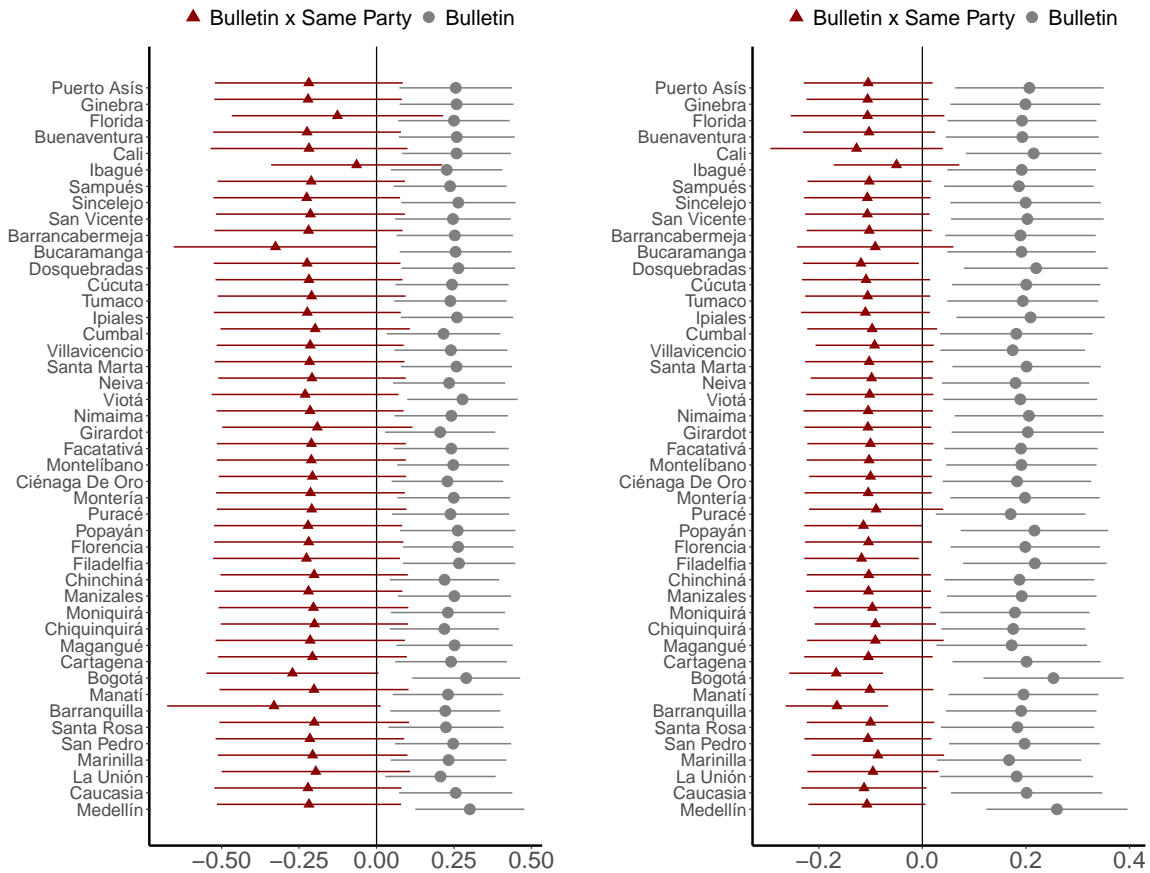 Bulletin x Same Party Bulletin
Puerto Asís
Ginebra
Florida
Buenaventura
Cali
Ibagué
Sampués
Sincelejo
San Vicente
Barrancabermeja
Bucaramanga
Dosquebradas
Cúcuta
Tumaco
Ipiales
Cumbal
Villavicencio
Santa Marta
Neiva
Viotá
Nimaima
Girardot
Facatativá
Montelíbano
Ciénaga De Oro
Montería
Puracé
Popayán
Florencia
Filadelfia
Chinchiná
Manizales
Moniquirá
Chiquinquirá
Magangué
Cartagena
Bogotá
Manatí
Barranquilla
Santa Rosa
San Pedro
Marinilla
La Unión
Caucasia
Medellín
−0.50 −0.25 0.00 0.25 0.50
Bulletin x Same Party Bulletin
Puerto Asís
Ginebra
Florida
Buenaventura
Cali
Ibagué
Sampués
Sincelejo
San Vicente
Barrancabermeja
Bucaramanga
Dosquebradas
Cúcuta
Tumaco
Ipiales
Cumbal
Villavicencio
Santa Marta
Neiva
Viotá
Nimaima
Girardot
Facatativá
Montelíbano
Ciénaga De Oro
Montería
Puracé
Popayán
Florencia
Filadelfia
Chinchiná
Manizales
Moniquirá
Chiquinquirá
Magangué
Cartagena
Bogotá
Manatí
Barranquilla
Santa Rosa
San Pedro
Marinilla
La Unión
Caucasia
Medellín
−0.2 0.0 0.2 0.4